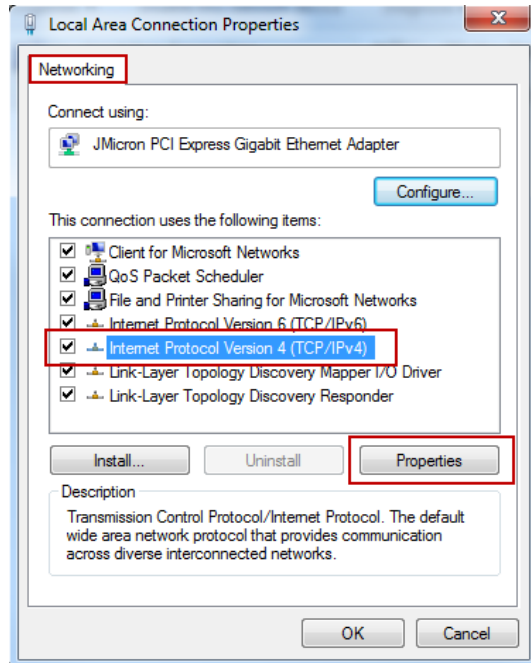 Local Area Connection Properties
Networking
Connect using:
JMicron PCI Express Gigabit Ethernet Adapter
Configure...
This connection uses the following items:
Client for Microsoft Networks
QoS Packet Scheduler
File and Printer Sharing for Microsoft Networks
Internet Protocol Version 6 (TCP/IPv6)
Internet Protocol Version 4 (TCP/IPv4)
Link-Layer Topology Discovery Mapper I/O Driver
Link-Layer Topology Discovery Responder
Install... Uninstall Properties
Description
Transmission Control Protocol/Internet Protocol. The default
wide area network protocol that provides communication
across diverse interconnected networks.
OK Cancel